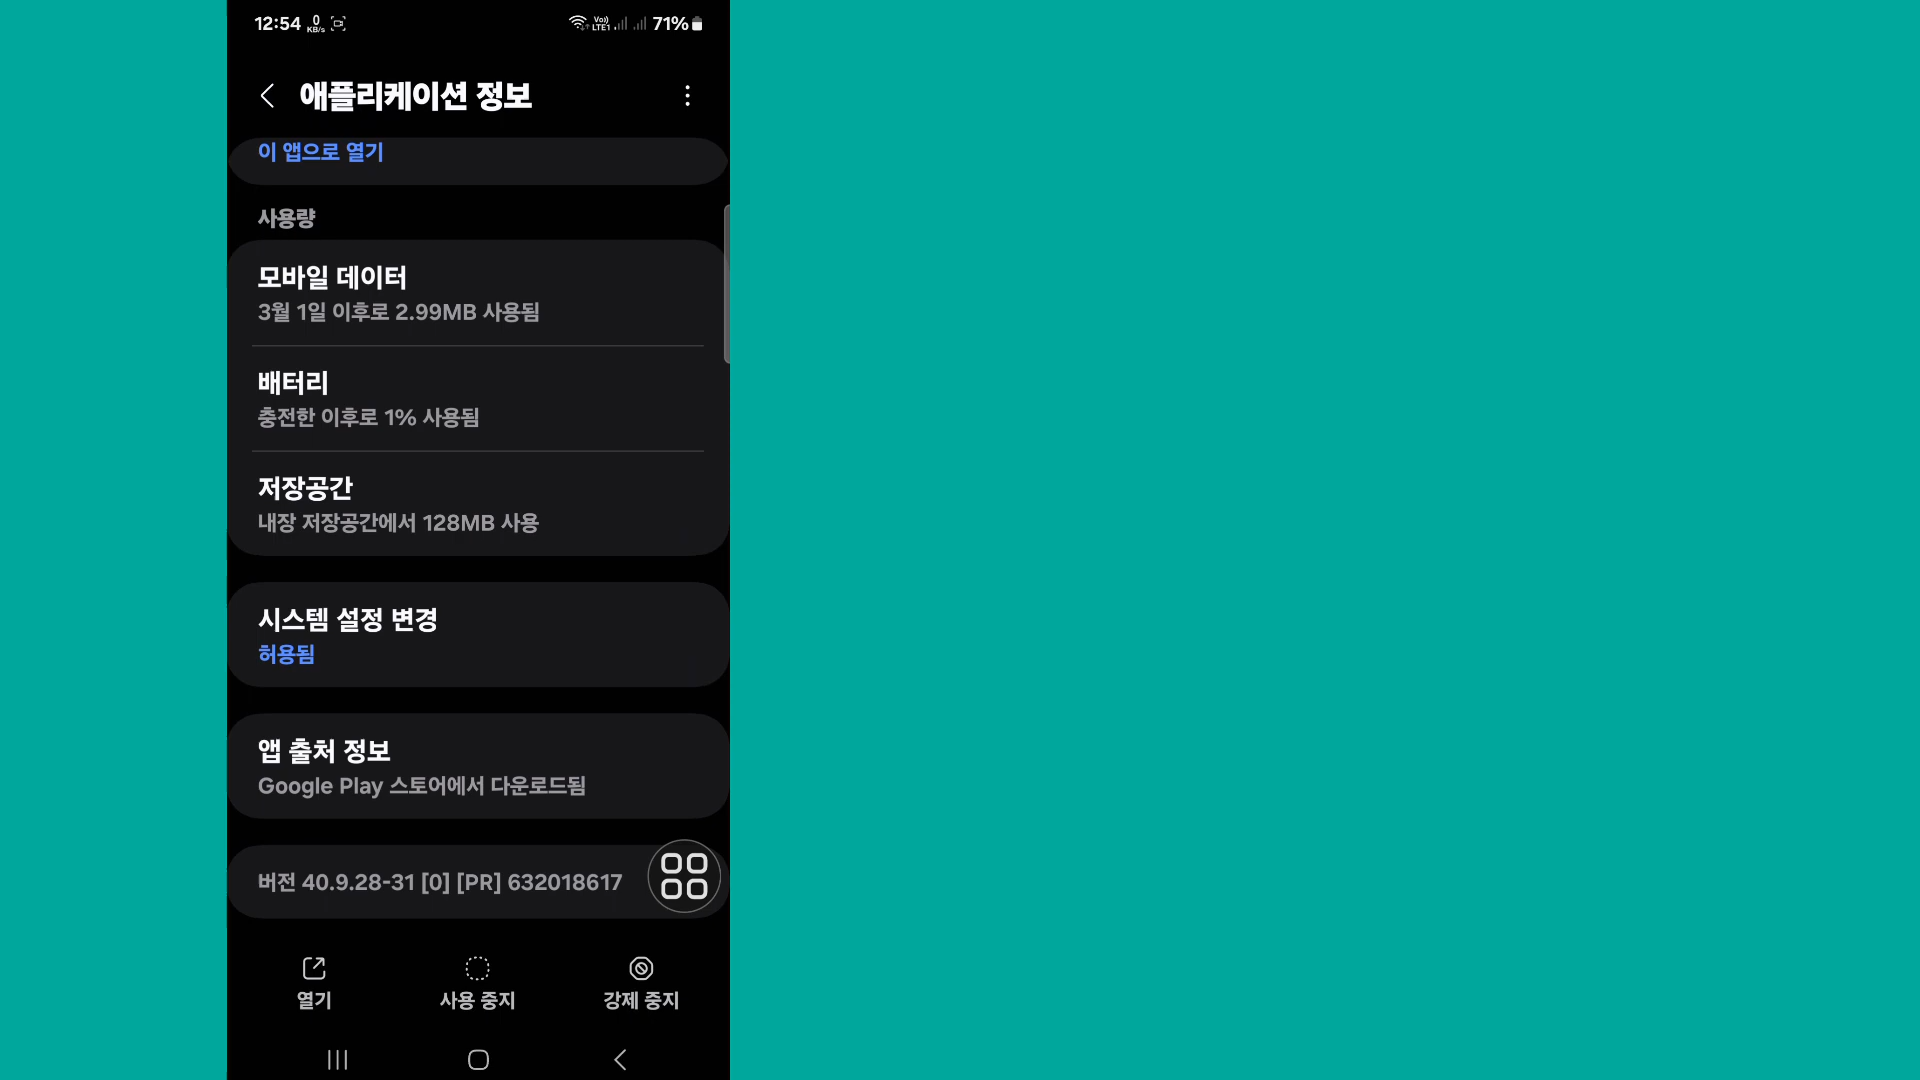 12:54 0 KB/s Vo)) LTE1 71%
애플리케이션 정보
이 앱으로 열기
사용량
모바일 데이터
3월 1일 이후로 2.99MB 사용됨
배터리
충전한 이후로 1% 사용됨
저장공간
내장 저장공간에서 128MB 사용
시스템 설정 변경
허용됨
앱 출처 정보
Google Play 스토어에서 다운로드됨
버전 40.9.28-31 [0] [PR] 632018617
열기 사용 중지 강제 중지